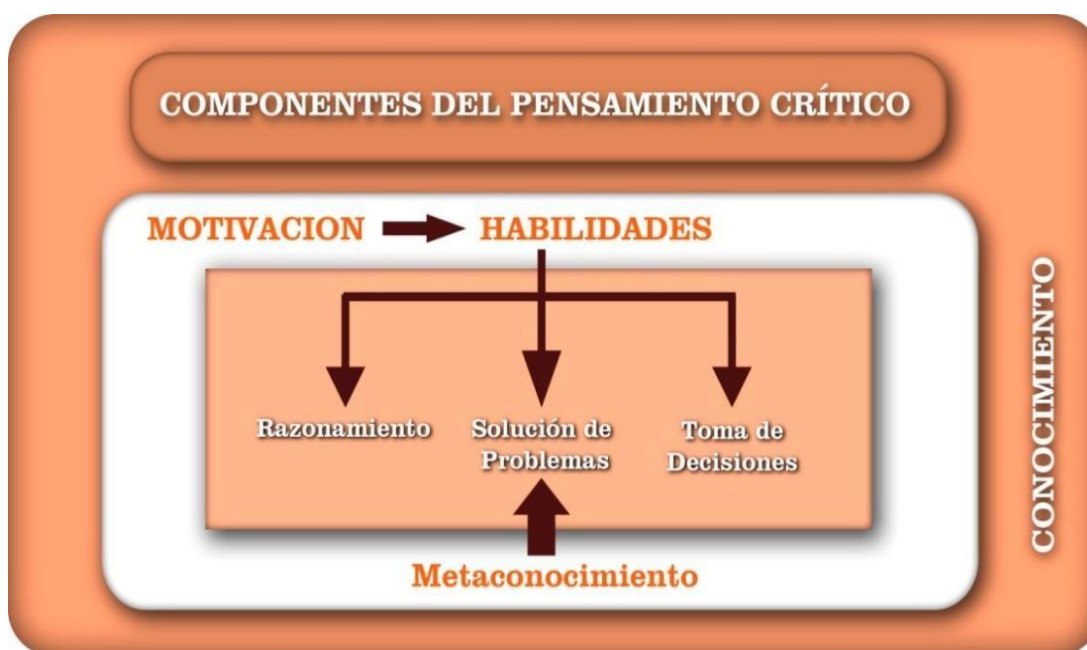 COMPONENTES DEL PENSAMIENTO CRÍTICO
MOTIVACION
HABILIDADES
Razonamiento
Solución de
Problemas
Toma de
Decisiones
Metaconocimiento
CONOCIMIENTO